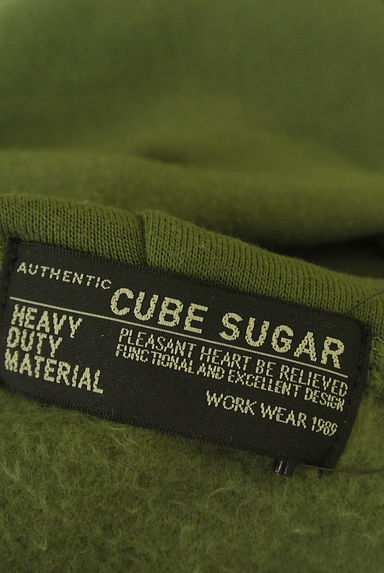 AUTHENTIC
CUBE SUGAR
HEAVY
DUTY
MATERIAL
PLEASANT HEART BE RELIEVED
FUNCTIONAL AND EXCELLENT DESIGN
WORK WEAR 1989